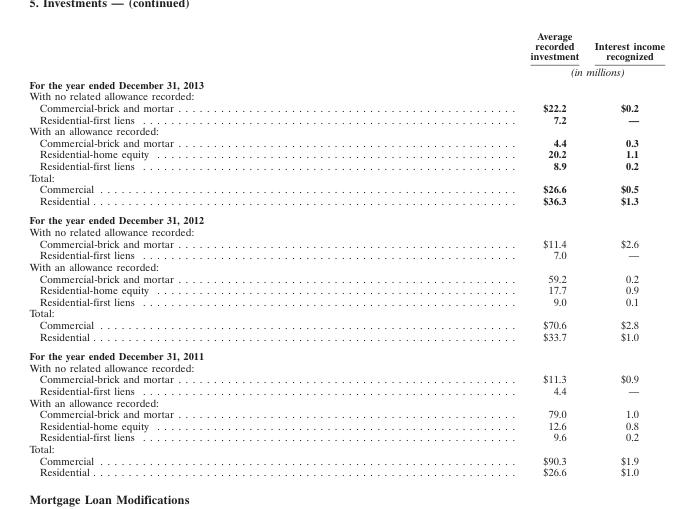 5. Investments — (continued)
Average
recorded
investment
Interest income
recognized
(in millions)
For the year ended December 31, 2013
With no related allowance recorded:
Commercial-brick and mortar $22.2 $0.2
Residential-first liens 7.2 —
With an allowance recorded:
Commercial-brick and mortar 4.4 0.3
Residential-home equity 20.2 1.1
Residential-first liens 8.9 0.2
Total:
Commercial $26.6 $0.5
Residential $36.3 $1.3
For the year ended December 31, 2012
With no related allowance recorded:
Commercial-brick and mortar $11.4 $2.6
Residential-first liens 7.0 —
With an allowance recorded:
Commercial-brick and mortar 59.2 0.2
Residential-home equity 17.7 0.9
Residential-first liens 9.0 0.1
Total:
Commercial $70.6 $2.8
Residential $33.7 $1.0
For the year ended December 31, 2011
With no related allowance recorded:
Commercial-brick and mortar $11.3 $0.9
Residential-first liens 4.4 —
With an allowance recorded:
Commercial-brick and mortar 79.0 1.0
Residential-home equity 12.6 0.8
Residential-first liens 9.6 0.2
Total:
Commercial $90.3 $1.9
Residential $26.6 $1.0
Mortgage Loan Modifications